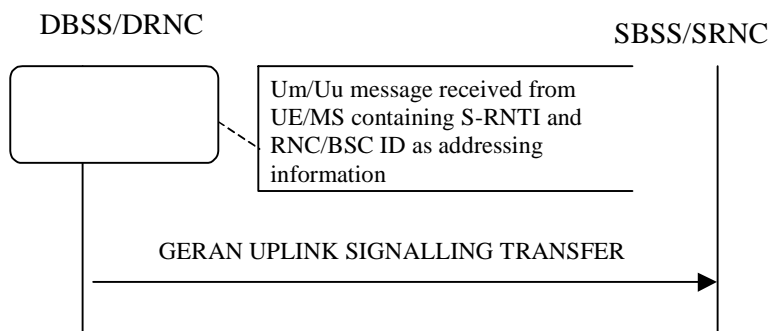 DBSS/DRNC
SBSS/SRNC
Um/Uu message received from
UE/MS containing S-RNTI and
RNC/BSC ID as addressing
information
GERAN UPLINK SIGNALLING TRANSFER